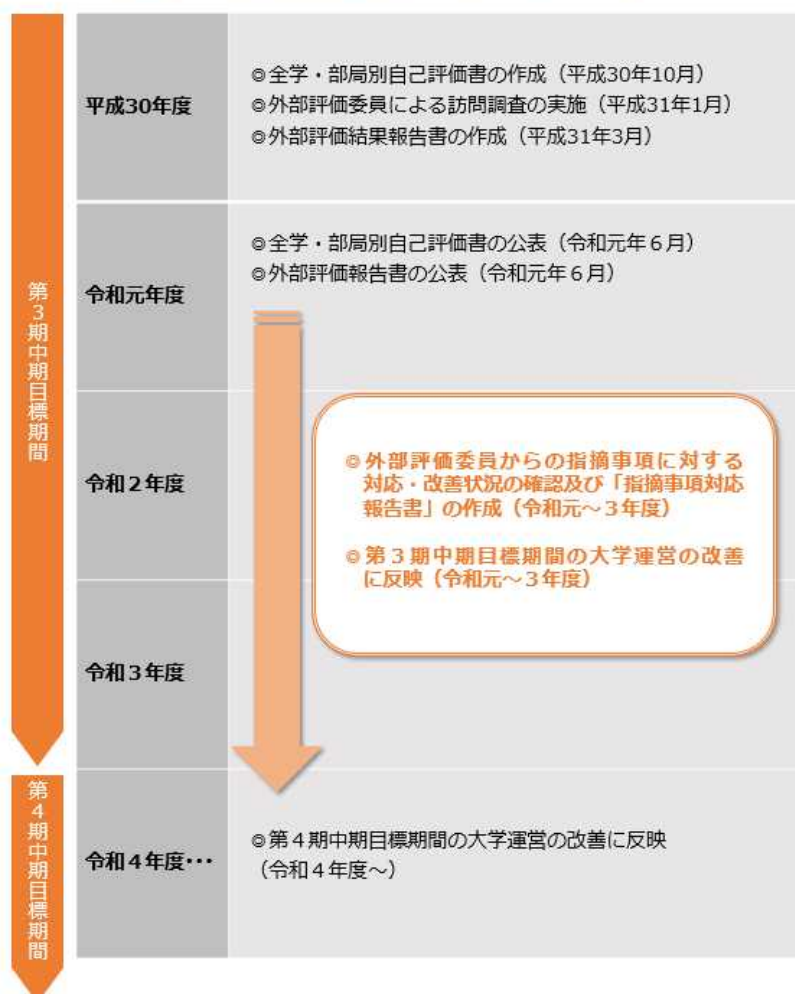 第3期中期目標期間
平成30年度
◎全学・部局別自己評価書の作成（平成30年10月）
◎外部評価委員による訪問調査の実施（平成31年1月）
◎外部評価結果報告書の作成（平成31年3月）
令和元年度
◎全学・部局別自己評価書の公表（令和元年６月）
◎外部評価報告書の公表（令和元年６月）
令和２年度
◎外部評価委員からの指摘事項に対する
対応・改善状況の確認及び「指摘事項対応
報告書」の作成（令和元～３年度）
◎第３期中期目標期間の大学運営の改善
に反映（令和元～３年度）
令和３年度
第4期中期目標期間
令和４年度･･･
◎第４期中期目標期間の大学運営の改善に反映
（令和４年度～）